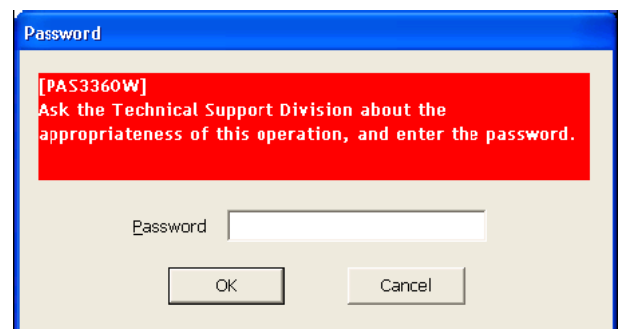 Password
[PAS3360W]
Ask the Technical Support Division about the
appropriateness of this operation, and enter the password.
Password
OK Cancel